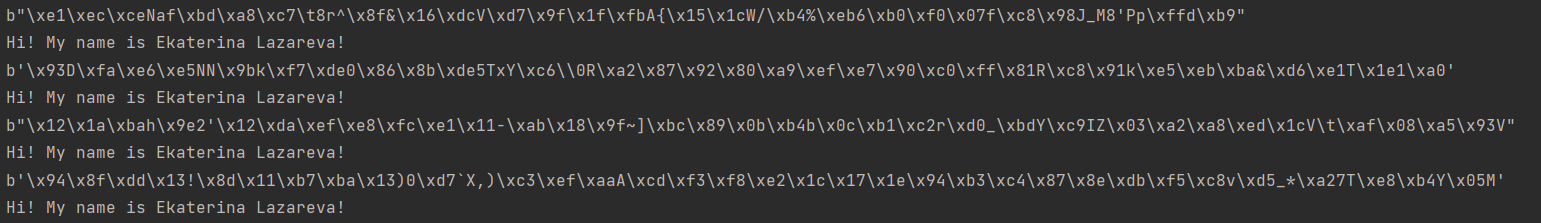 b"\xe1\xec\xceNaf\xbd\xa8\xc7\t8r^\x8f&\x16\xdcV\xd7\x9f\x1f\xfbA{\x15\x1cW/\xb4%\xeb6\xb0\xf0\x07f\xc8\x98J_M8'Pp\xffd\xb9"
Hi! My name is Ekaterina Lazareva!
b'\x93D\xfa\xe6\xe5NN\x9bk\xf7\xde0\x86\x8b\xde5TxY\xc6\\0R\xa2\x87\x92\x80\xa9\xef\xe7\x90\xc0\xff\x81R\xc8\x91k\xe5\xeb\xba&\xd6\xe1T\x1e1\xa0'
Hi! My name is Ekaterina Lazareva!
b"\x12\x1a\xbah\x9e2'\x12\xda\xef\xe8\xfc\xe1\x11-\xab\x18\x9f~]\xbc\x89\x0b\xb4b\x0c\xb1\xc2r\xd0_\xbdY\xc9IZ\x03\xa2\xa8\xed\x1cV\t\xaf\x08\xa5\x93V"
Hi! My name is Ekaterina Lazareva!
b'\x94\x8f\xdd\x13!\x8d\x11\xb7\xba\x13)0\xd7`X,)\xc3\xef\xaaA\xcd\xf3\xf8\xe2\x1c\x17\x1e\x94\xb3\xc4\x87\x8e\xdb\xf5\xc8v\xd5_*\xa27T\xe8\xb4Y\x05M'
Hi! My name is Ekaterina Lazareva!